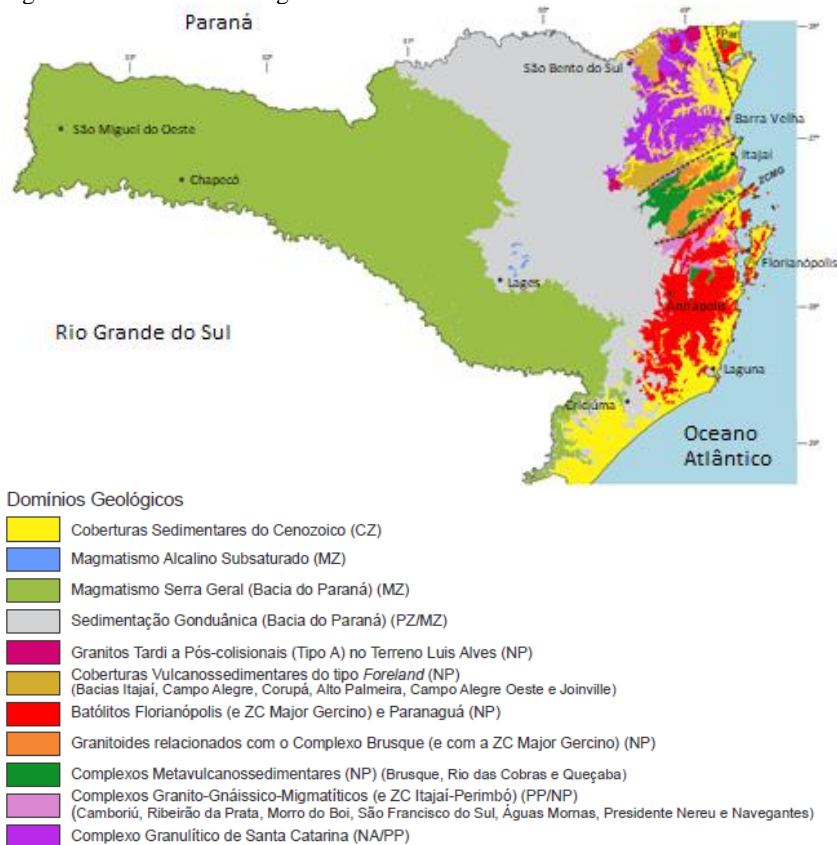 Paraná
São Bento do Sul
Barra Velha
São Miguel do Oeste
Itajaí
Chapecó
ZCMG
Florianópolis
Lages
Anitápolis
Rio Grande do Sul
Laguna
Criciúma
Oceano
Atlântico
Domínios Geológicos
Coberturas Sedimentares do Cenozoico (CZ)
Magmatismo Alcalino Subsaturado (MZ)
Magmatismo Serra Geral (Bacia do Paraná) (MZ)
Sedimentação Gonduânica (Bacia do Paraná) (PZ/MZ)
Granitos Tardi a Pós-colisionais (Tipo A) no Terreno Luis Alves (NP)
Coberturas Vulcanossedimentares do tipo Foreland (NP)
(Bacias Itajaí, Campo Alegre, Corupá, Alto Palmeira, Campo Alegre Oeste e Joinville)
Batólitos Florianópolis (e ZC Major Gercino) e Paranaguá (NP)
Granitoides relacionados com o Complexo Brusque (e com a ZC Major Gercino) (NP)
Complexos Metavulcanossedimentares (NP) (Brusque, Rio das Cobras e Queçaba)
Complexos Granito-Gnáissico-Migmatíticos (e ZC Itajaí-Perimbó) (PP/NP)
(Camboriú, Ribeirão da Prata, Morro do Boi, São Francisco do Sul, Águas Mornas, Presidente Nereu e Navegantes)
Complexo Granulítico de Santa Catarina (NA/PP)